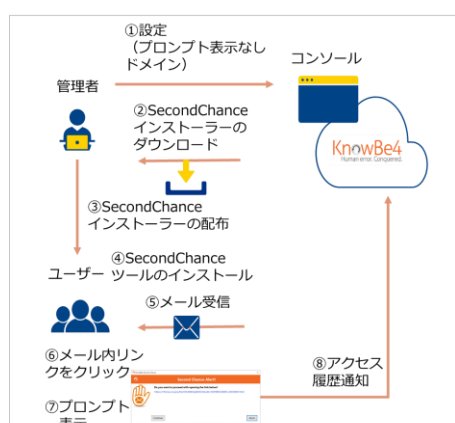 ①設定
（プロンプト表示なし
ドメイン）
コンソール
管理者
②SecondChance
インストーラーの
ダウンロード
KnowBe4
Human error. Conquered.
③SecondChance
インストーラーの配布
④SecondChance
ユーザー ツールのインストール
⑤メール受信
⑥メール内リン
クをクリック
⑧アクセス
履歴通知
Second Chance Alert!
⑦プロンプト
表示